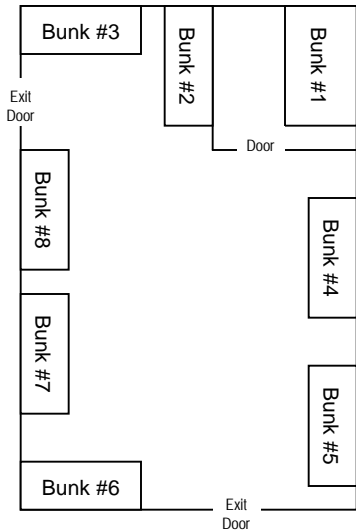 Bunk #3
Bunk #2
Bunk #1
Exit
Door
Door
Bunk #8
Bunk #4
Bunk #7
Bunk #5
Bunk #6
Exit
Door